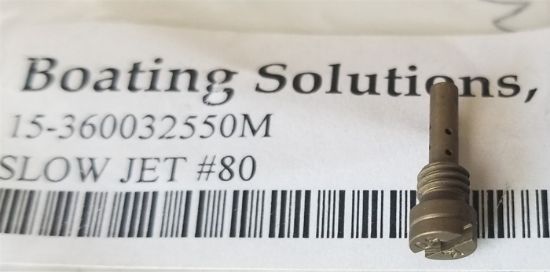 Boating Solutions,
15-360032550M
SLOW JET #80